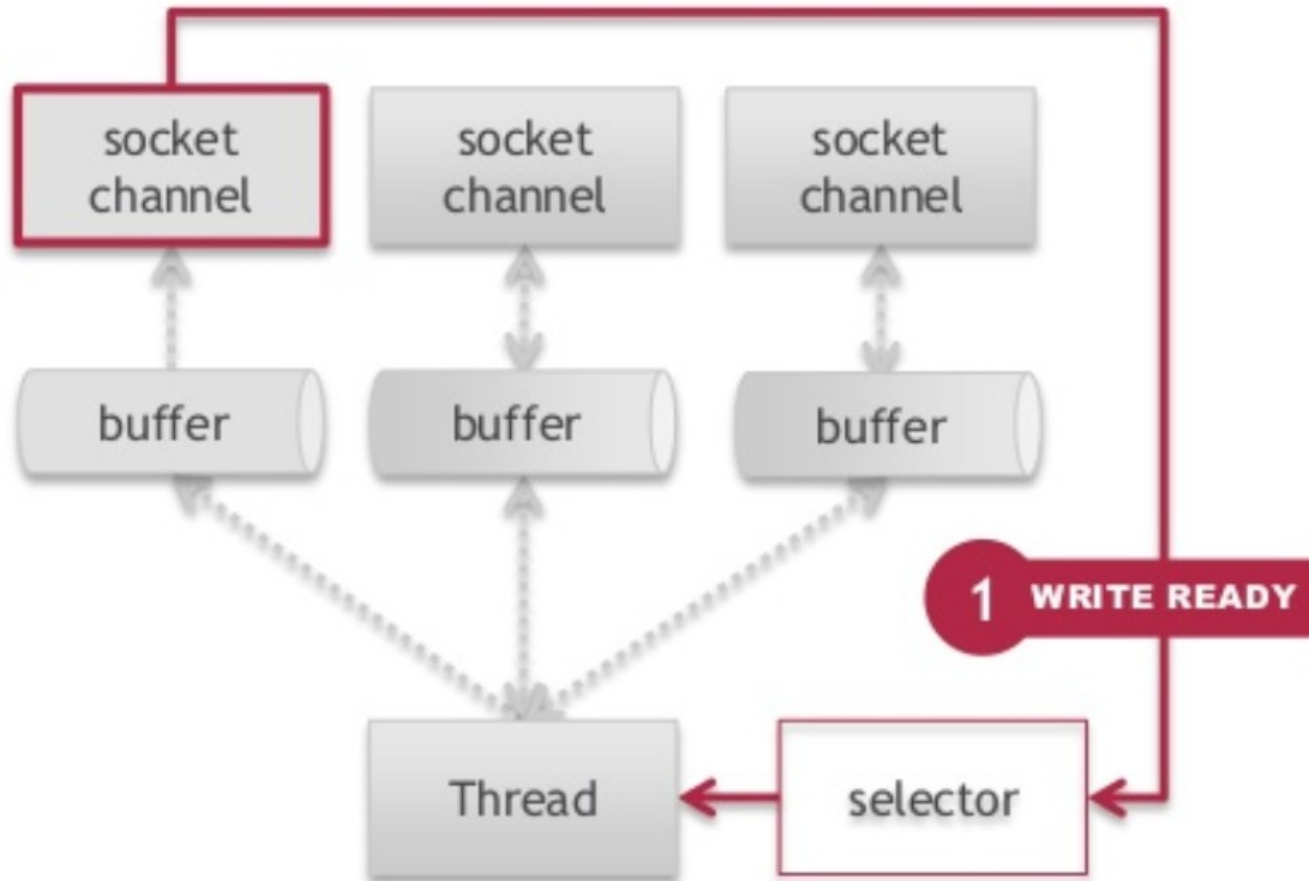 socket
channel
socket
channel
socket
channel
buffer
buffer
buffer
1 WRITE READY
Thread
selector